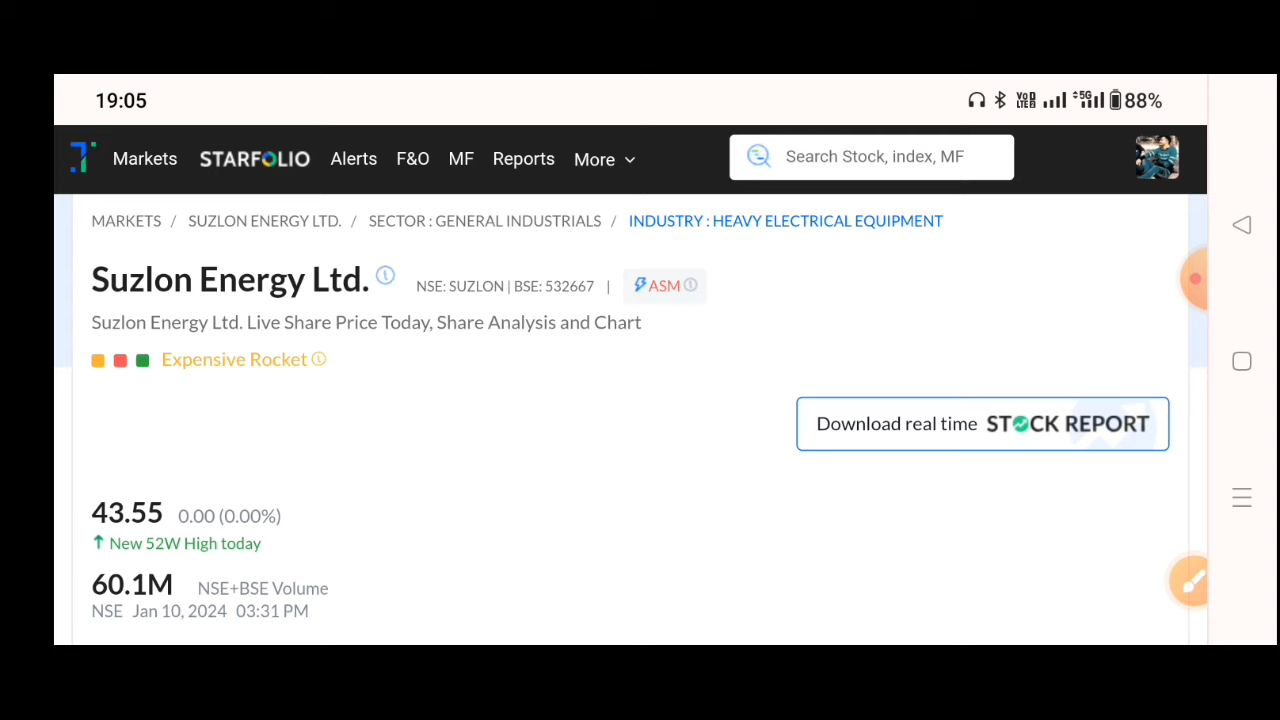 19:05 VoD LTE2 5G 88%
Markets STARFOLIO Alerts F&O MF Reports More Search Stock, index, MF
MARKETS / SUZLON ENERGY LTD. / SECTOR : GENERAL INDUSTRIALS / INDUSTRY : HEAVY ELECTRICAL EQUIPMENT
Suzlon Energy Ltd. NSE: SUZLON | BSE: 532667 | ASM
Suzlon Energy Ltd. Live Share Price Today, Share Analysis and Chart
Expensive Rocket
Download real time STOCK REPORT
43.55 0.00 (0.00%)
New 52W High today
60.1M NSE+BSE Volume
NSE Jan 10, 2024 03:31 PM